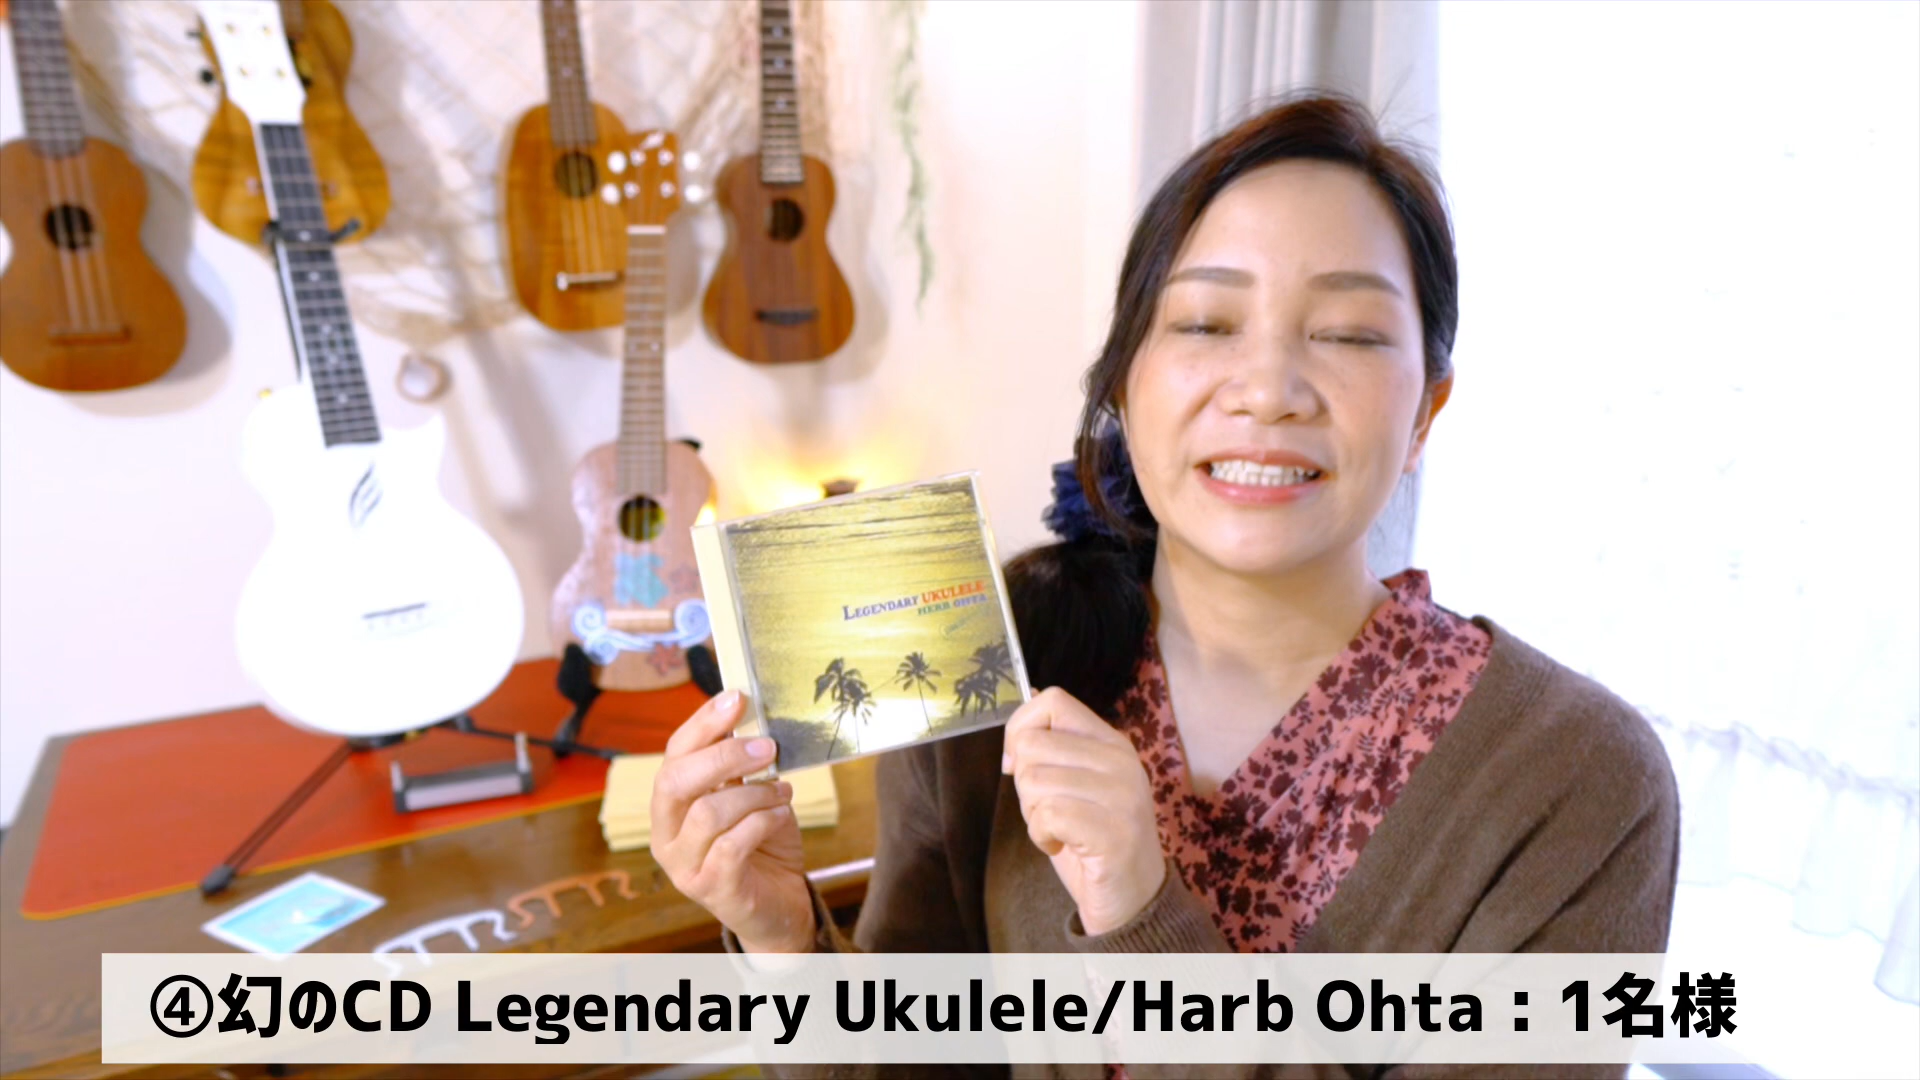 LEGENDARY UKULELE
HERB OHTA
④幻のCD Legendary Ukulele/Harb Ohta：1名様